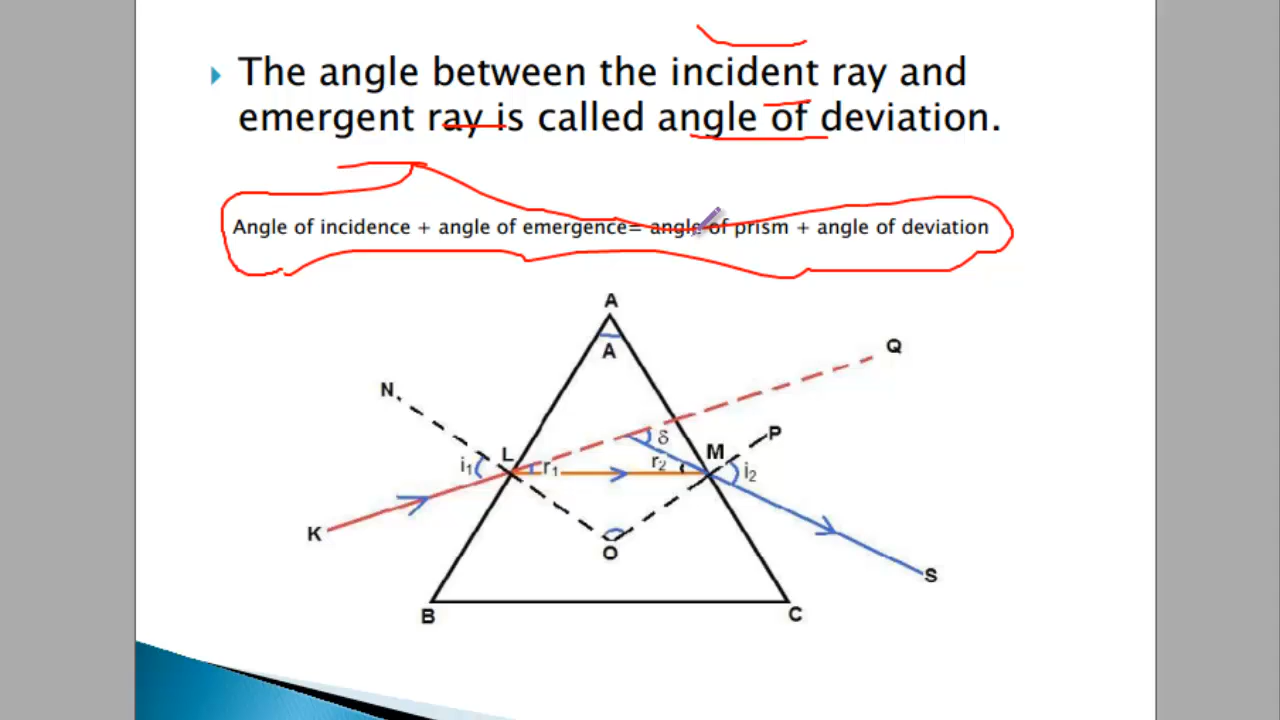 The angle between the incident ray and
emergent ray is called angle of deviation.
Angle of incidence + angle of emergence= angle of prism + angle of deviation
A
A
Q
N
P
L
M
δ
i₁
r₁
r₂
i₂
K
O
S
B
C